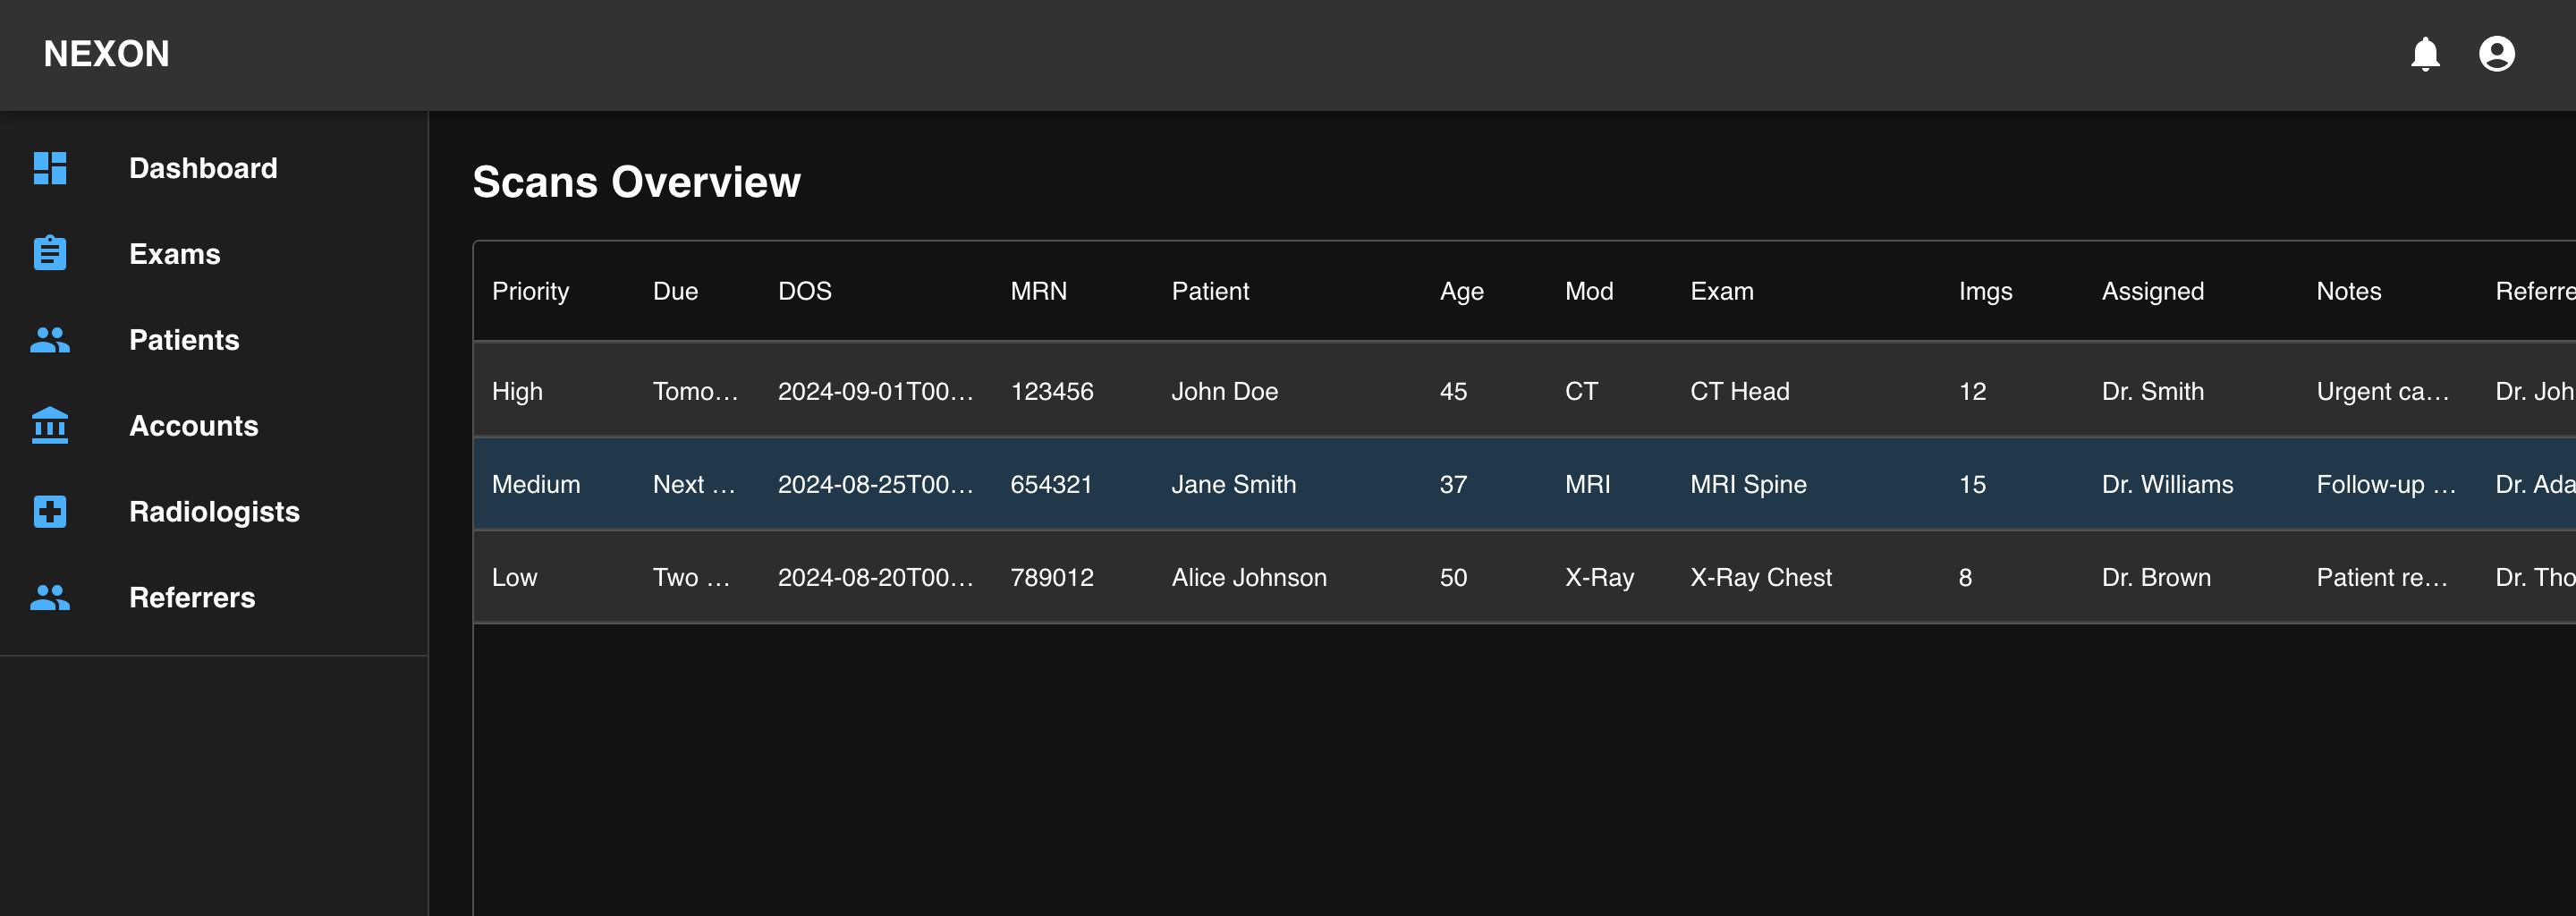 NEXON
Dashboard
Exams
Patients
Accounts
Radiologists
Referrers
Scans Overview
Priority Due DOS MRN Patient Age Mod Exam Imgs Assigned Notes Referre
High Tomo... 2024-09-01T00... 123456 John Doe 45 CT CT Head 12 Dr. Smith Urgent ca... Dr. Joh
Medium Next ... 2024-08-25T00... 654321 Jane Smith 37 MRI MRI Spine 15 Dr. Williams Follow-up ... Dr. Ada
Low Two ... 2024-08-20T00... 789012 Alice Johnson 50 X-Ray X-Ray Chest 8 Dr. Brown Patient re... Dr. Tho